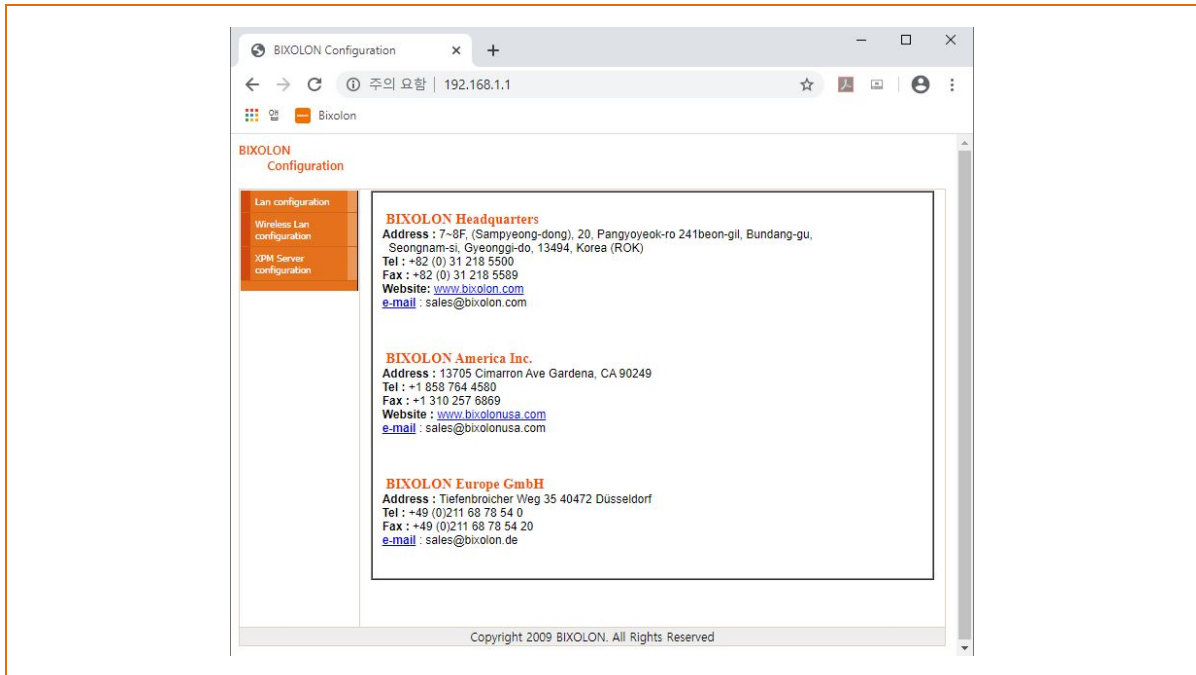 BIXOLON Configuration
주의 요함 | 192.168.1.1
앱 Bixolon
BIXOLON
Configuration
Lan configuration
Wireless Lan
configuration
XPM Server
configuration
BIXOLON Headquarters
Address : 7~8F, (Sampyeong-dong), 20, Pangyoyeok-ro 241beon-gil, Bundang-gu,
Seongnam-si, Gyeonggi-do, 13494, Korea (ROK)
Tel : +82 (0) 31 218 5500
Fax : +82 (0) 31 218 5589
Website: www.bixolon.com
e-mail : sales@bixolon.com
BIXOLON America Inc.
Address : 13705 Cimarron Ave Gardena, CA 90249
Tel : +1 858 764 4580
Fax : +1 310 257 6869
Website : www.bixolonusa.com
e-mail : sales@bixolonusa.com
BIXOLON Europe GmbH
Address : Tiefenbroicher Weg 35 40472 Düsseldorf
Tel : +49 (0)211 68 78 54 0
Fax : +49 (0)211 68 78 54 20
e-mail : sales@bixolon.de
Copyright 2009 BIXOLON. All Rights Reserved